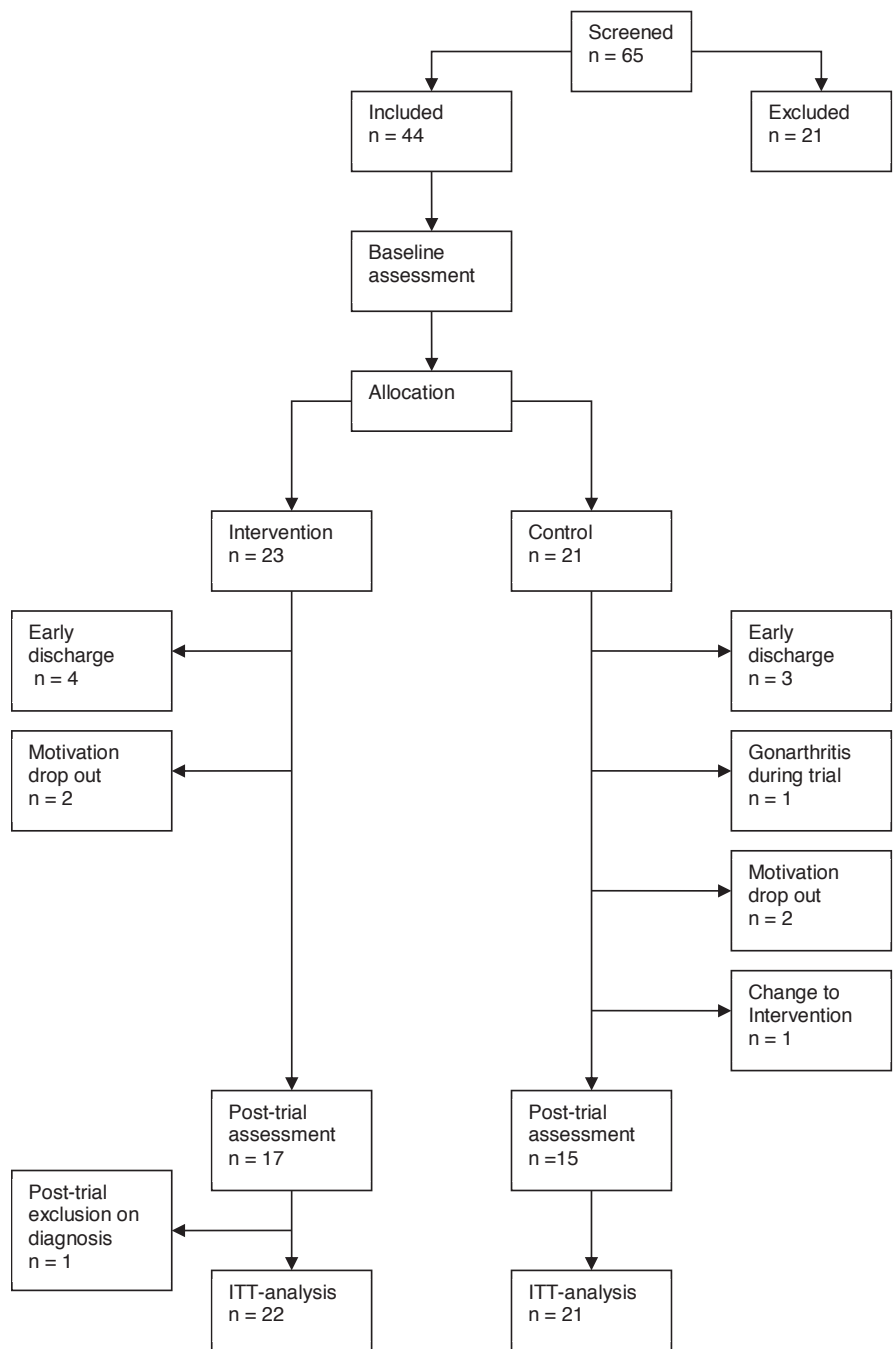 Screened
n = 65
Included
n = 44
Excluded
n = 21
Baseline
assessment
Allocation
Intervention
n = 23
Control
n = 21
Early
discharge
n = 4
Early
discharge
n = 3
Motivation
drop out
n = 2
Gonarthritis
during trial
n = 1
Motivation
drop out
n = 2
Change to
Intervention
n = 1
Post-trial
assessment
n = 17
Post-trial
assessment
n =15
Post-trial
exclusion on
diagnosis
n = 1
ITT-analysis
n = 22
ITT-analysis
n = 21